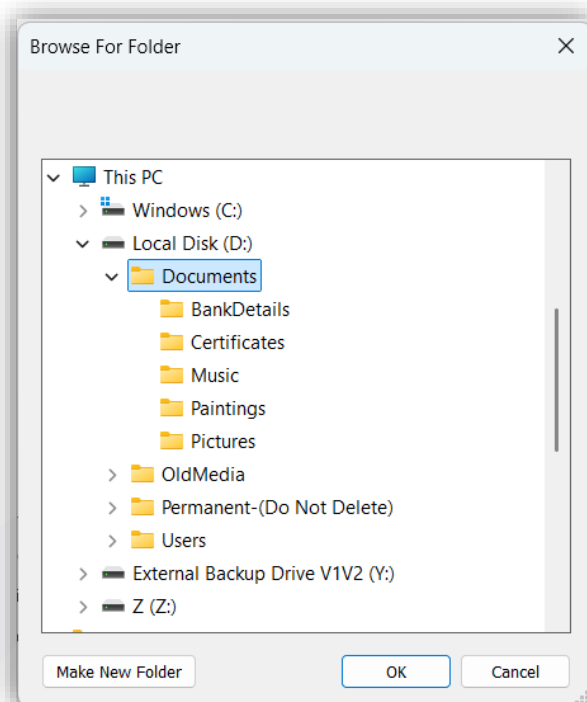 Browse For Folder
This PC
Windows (C:)
Local Disk (D:)
Documents
BankDetails
Certificates
Music
Paintings
Pictures
OldMedia
Permanent-(Do Not Delete)
Users
External Backup Drive V1V2 (Y:)
Z (Z:)
Make New Folder
OK
Cancel